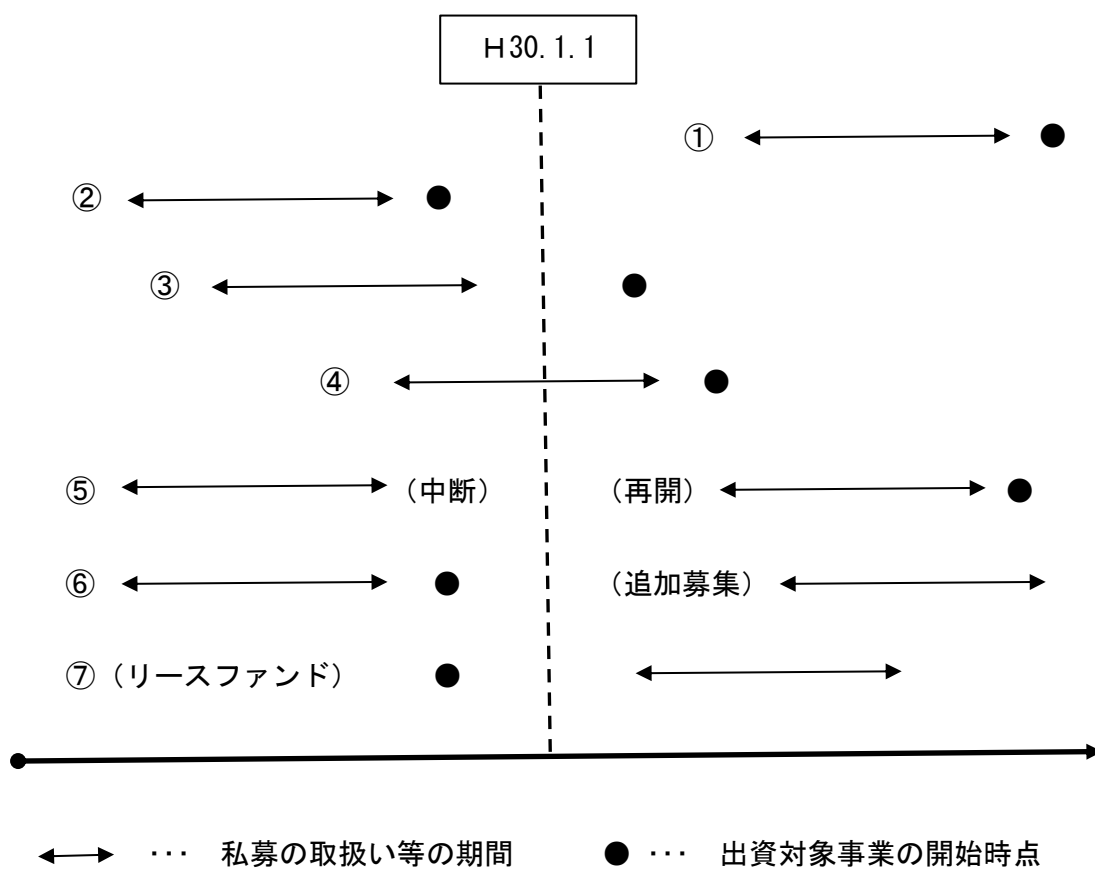 H30.1.1
①
②
③
④
⑤ (中断) (再開)
⑥ (追加募集)
⑦(リースファンド)
・・・ 私募の取扱い等の期間 ・・・ 出資対象事業の開始時点